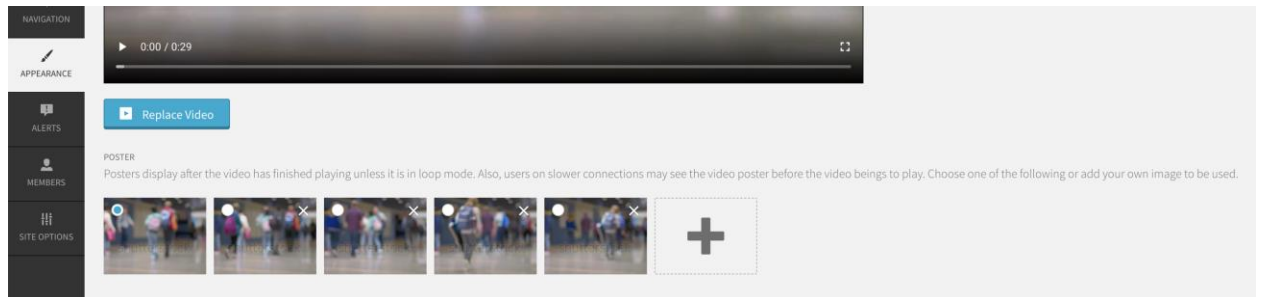 NAVIGATION
APPEARANCE
ALERTS
MEMBERS
SITE OPTIONS
0:00 / 0:29
Replace Video
POSTER
Posters display after the video has finished playing unless it is in loop mode. Also, users on slower connections may see the video poster before the video beings to play. Choose one of the following or add your own image to be used.